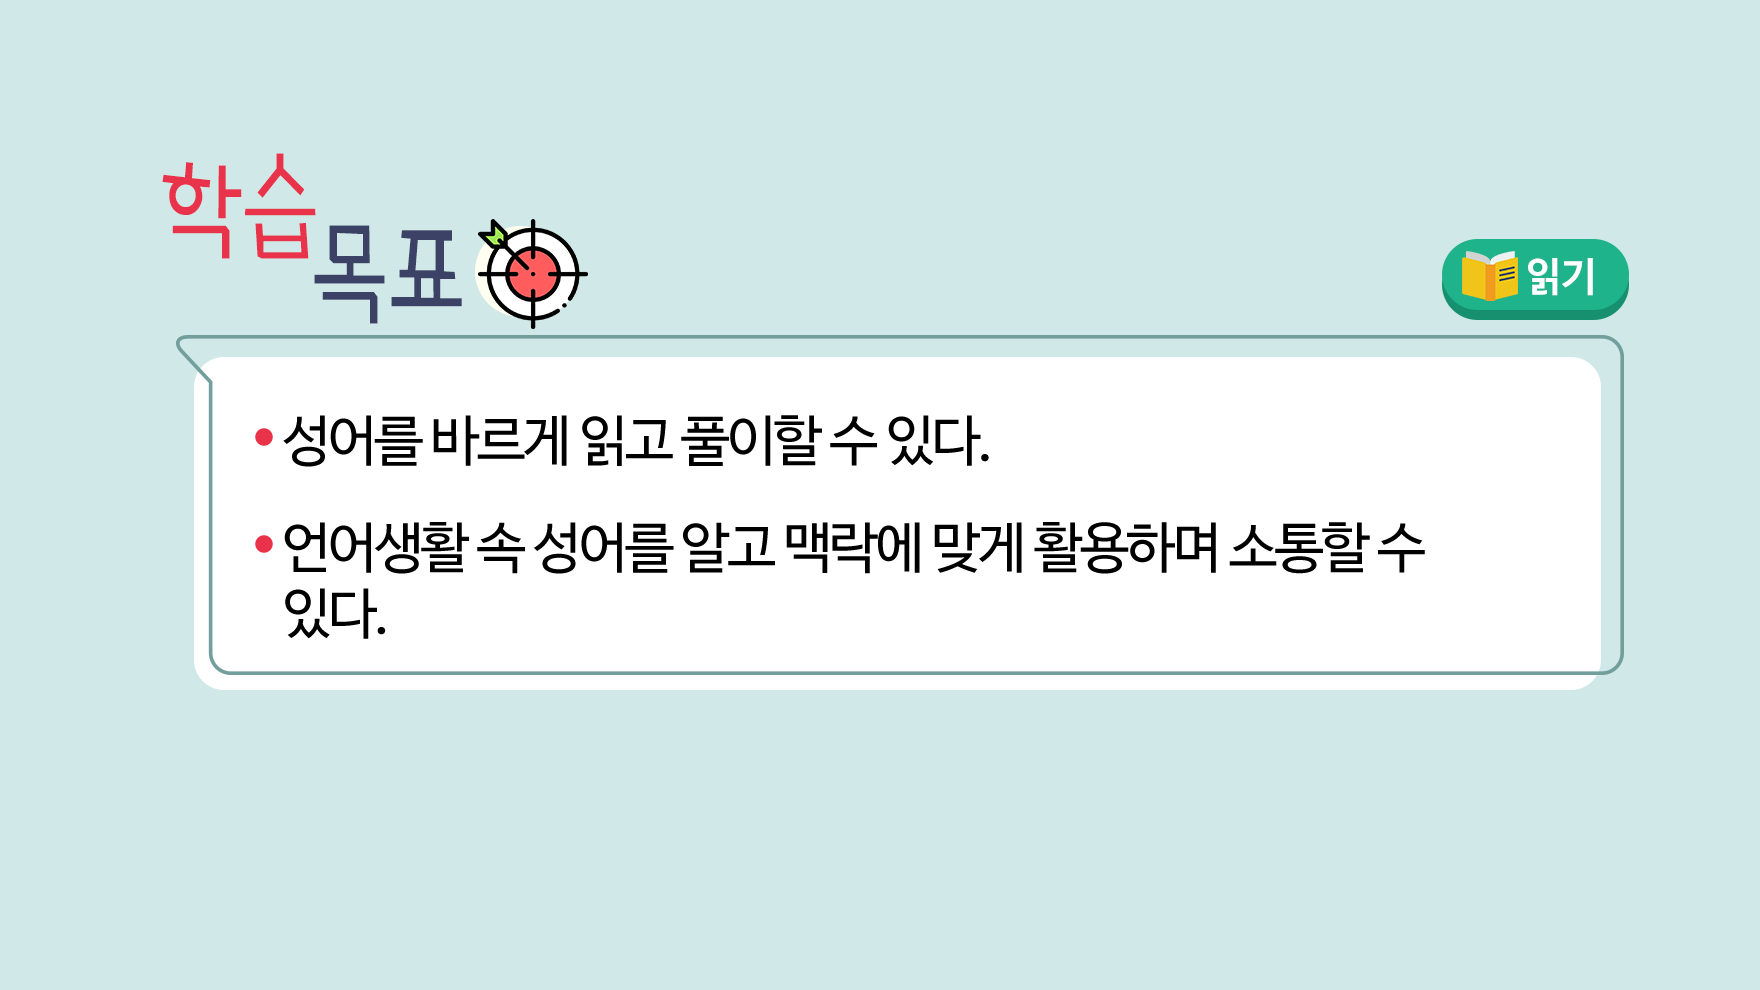 학습
목표
읽기
• 성어를 바르게 읽고 풀이할 수 있다.
• 언어생활 속 성어를 알고 맥락에 맞게 활용하며 소통할 수
있다.